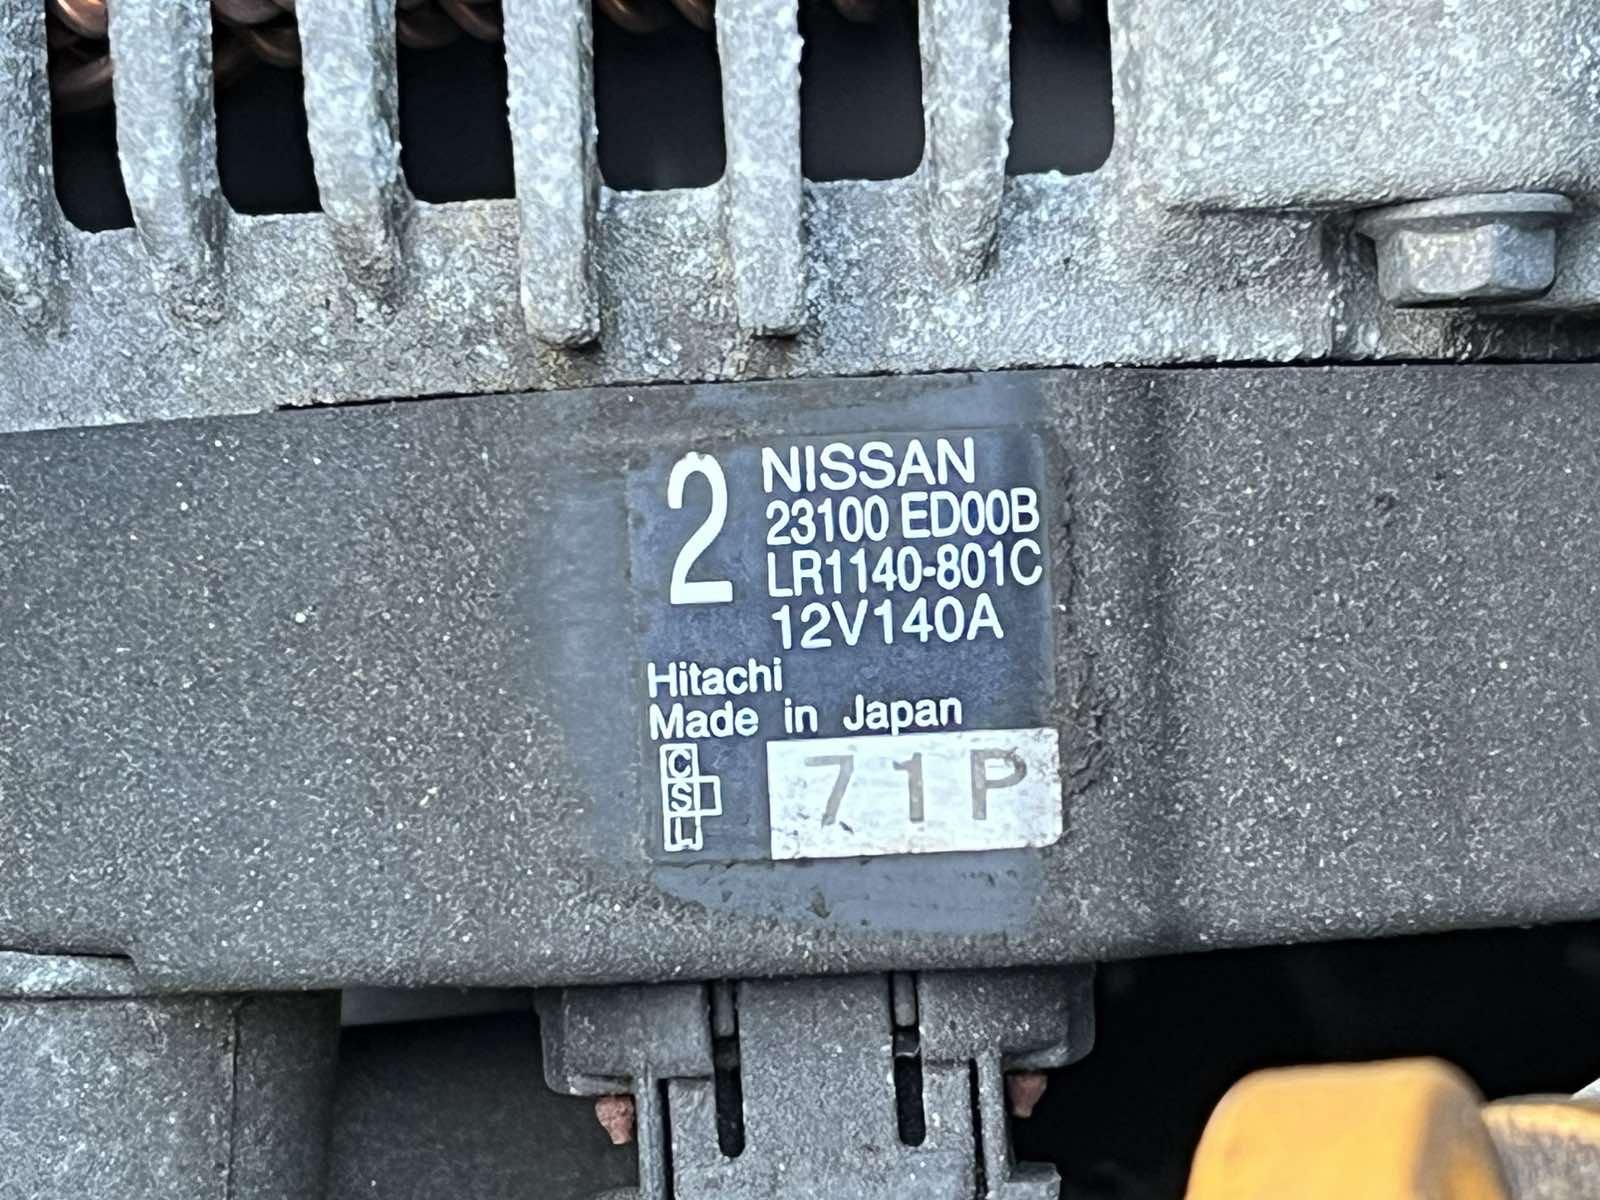 2 NISSAN
23100 ED00B
LR1140-801C
12V140A
Hitachi
Made in Japan
C
S
L
71P